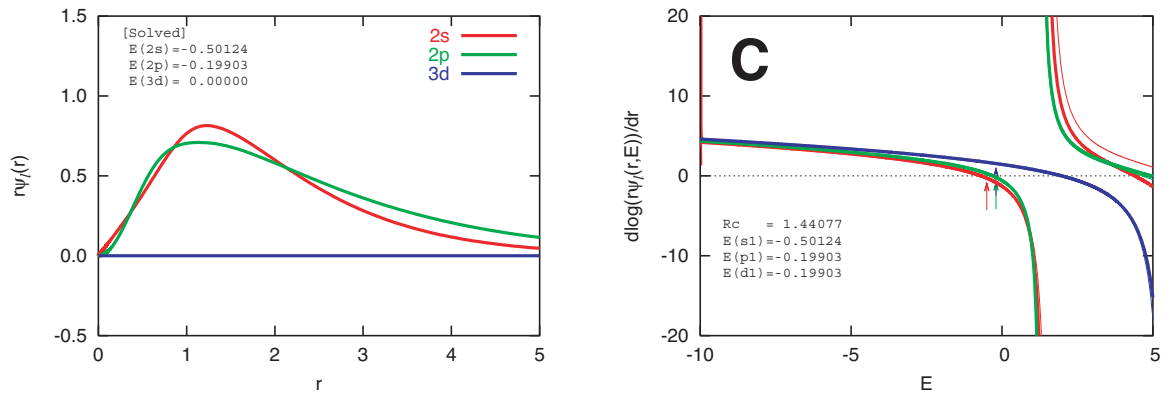 1.5
1.0
0.5
0.0
-0.5
0 1 2 3 4 5
r
rψl(r)
[Solved]
E(2s)=-0.50124
E(2p)=-0.19903
E(3d)= 0.00000
2s
2p
3d
20
10
0
-10
-20
-10 -5 0 5
E
dlog(rψl(r,E))/dr
C
Rc = 1.44077
E(s1)=-0.50124
E(p1)=-0.19903
E(d1)=-0.19903